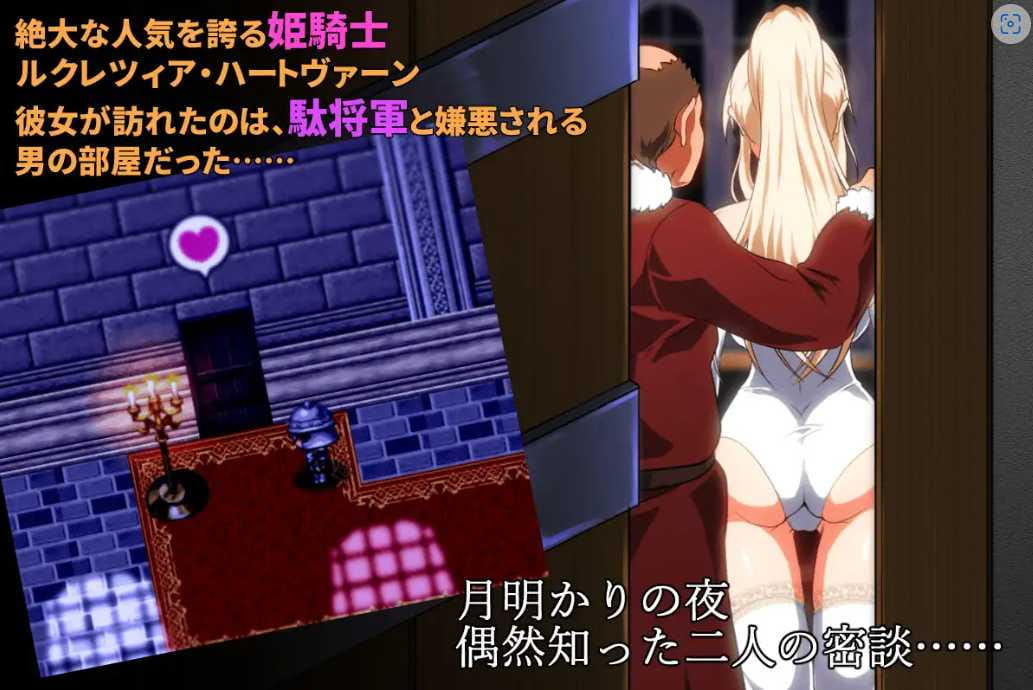 絶大な人気を誇る姫騎士
ルクレツィア・ハートヴァーン
彼女が訪れたのは、駄将軍と嫌悪される
男の部屋だった……
月明かりの夜
偶然知った二人の密談……